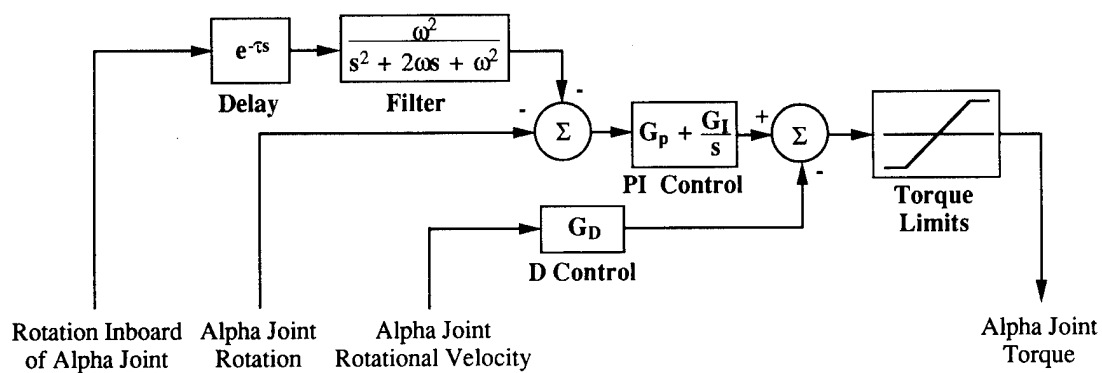 e^-τs
Delay
ω²
s² + 2ωs + ω²
Filter
-
-
Σ
G_p + G_I
s
PI Control
+
Σ
-
Torque
Limits
G_D
D Control
Rotation Inboard
of Alpha Joint
Alpha Joint
Rotation
Alpha Joint
Rotational Velocity
Alpha Joint
Torque